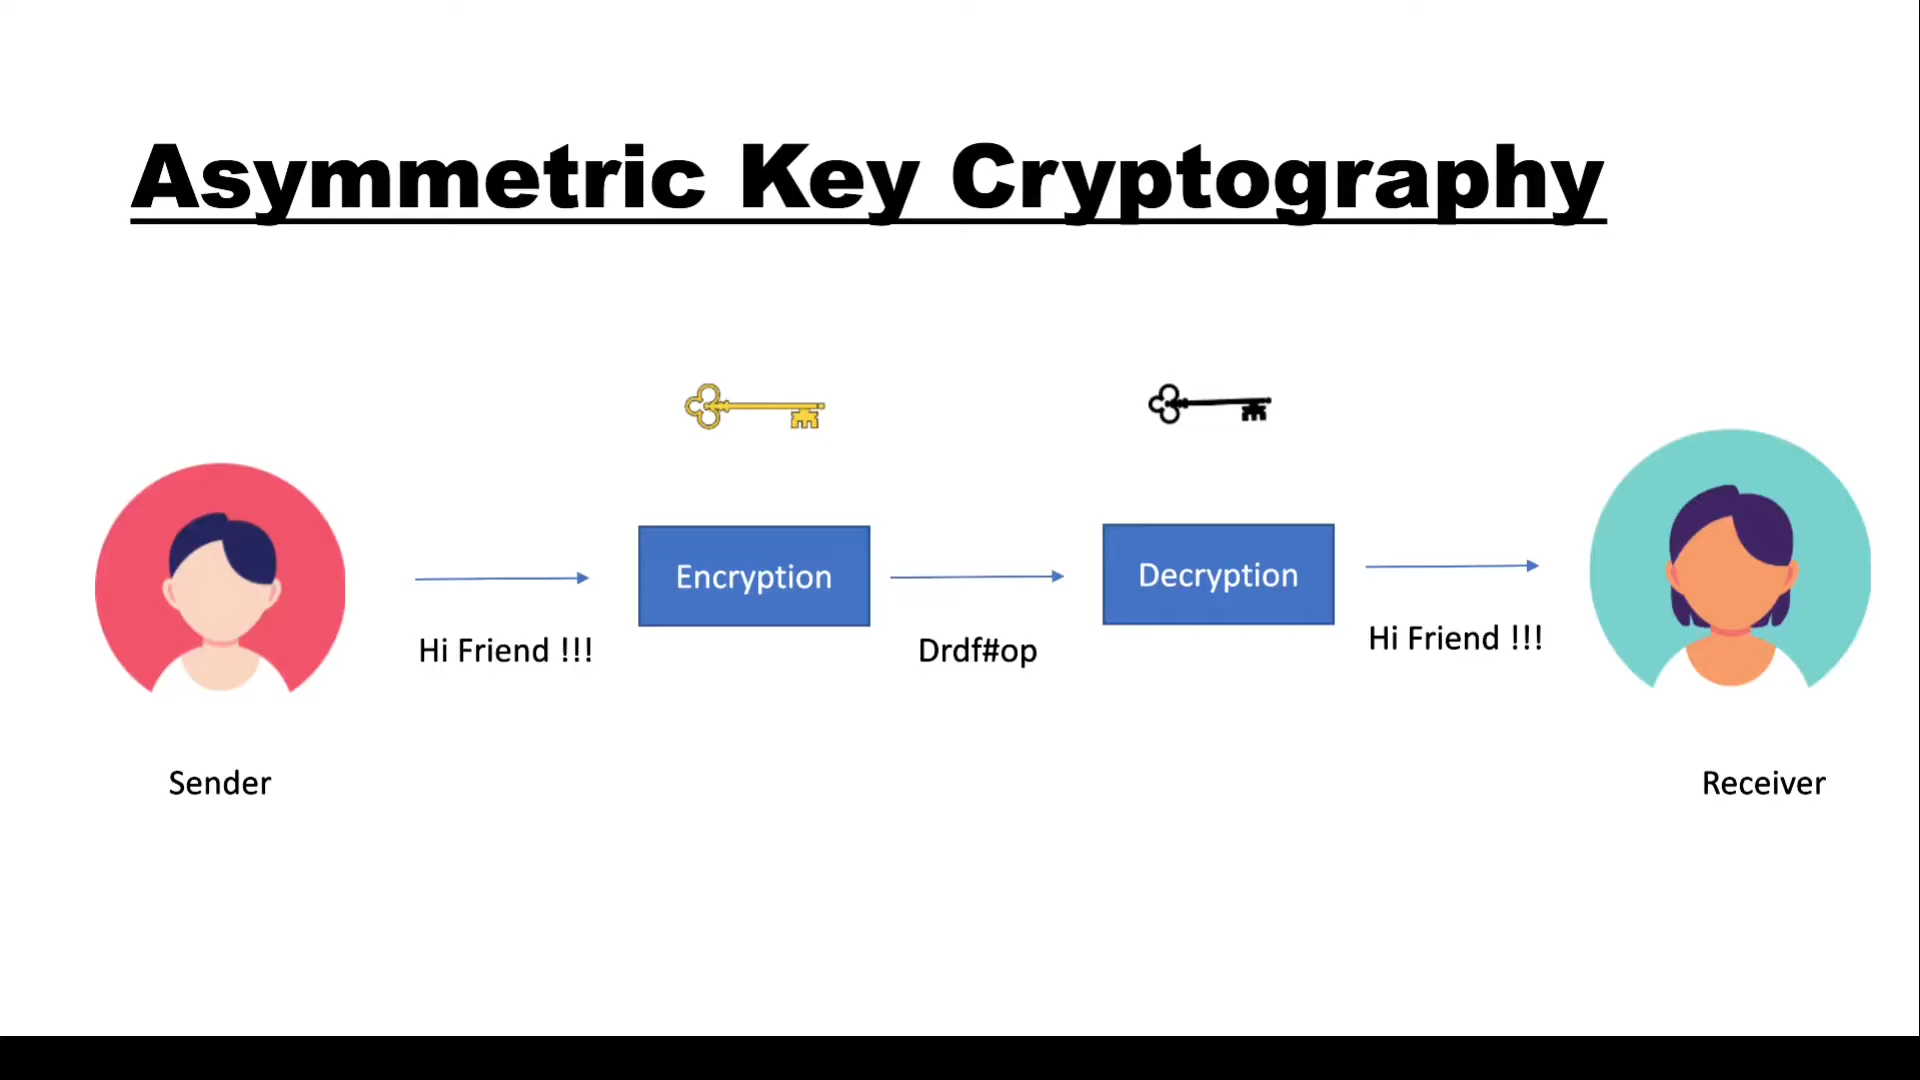 Asymmetric Key Cryptography
Encryption
Decryption
Hi Friend !!!
Drdf#op
Hi Friend !!!
Sender
Receiver